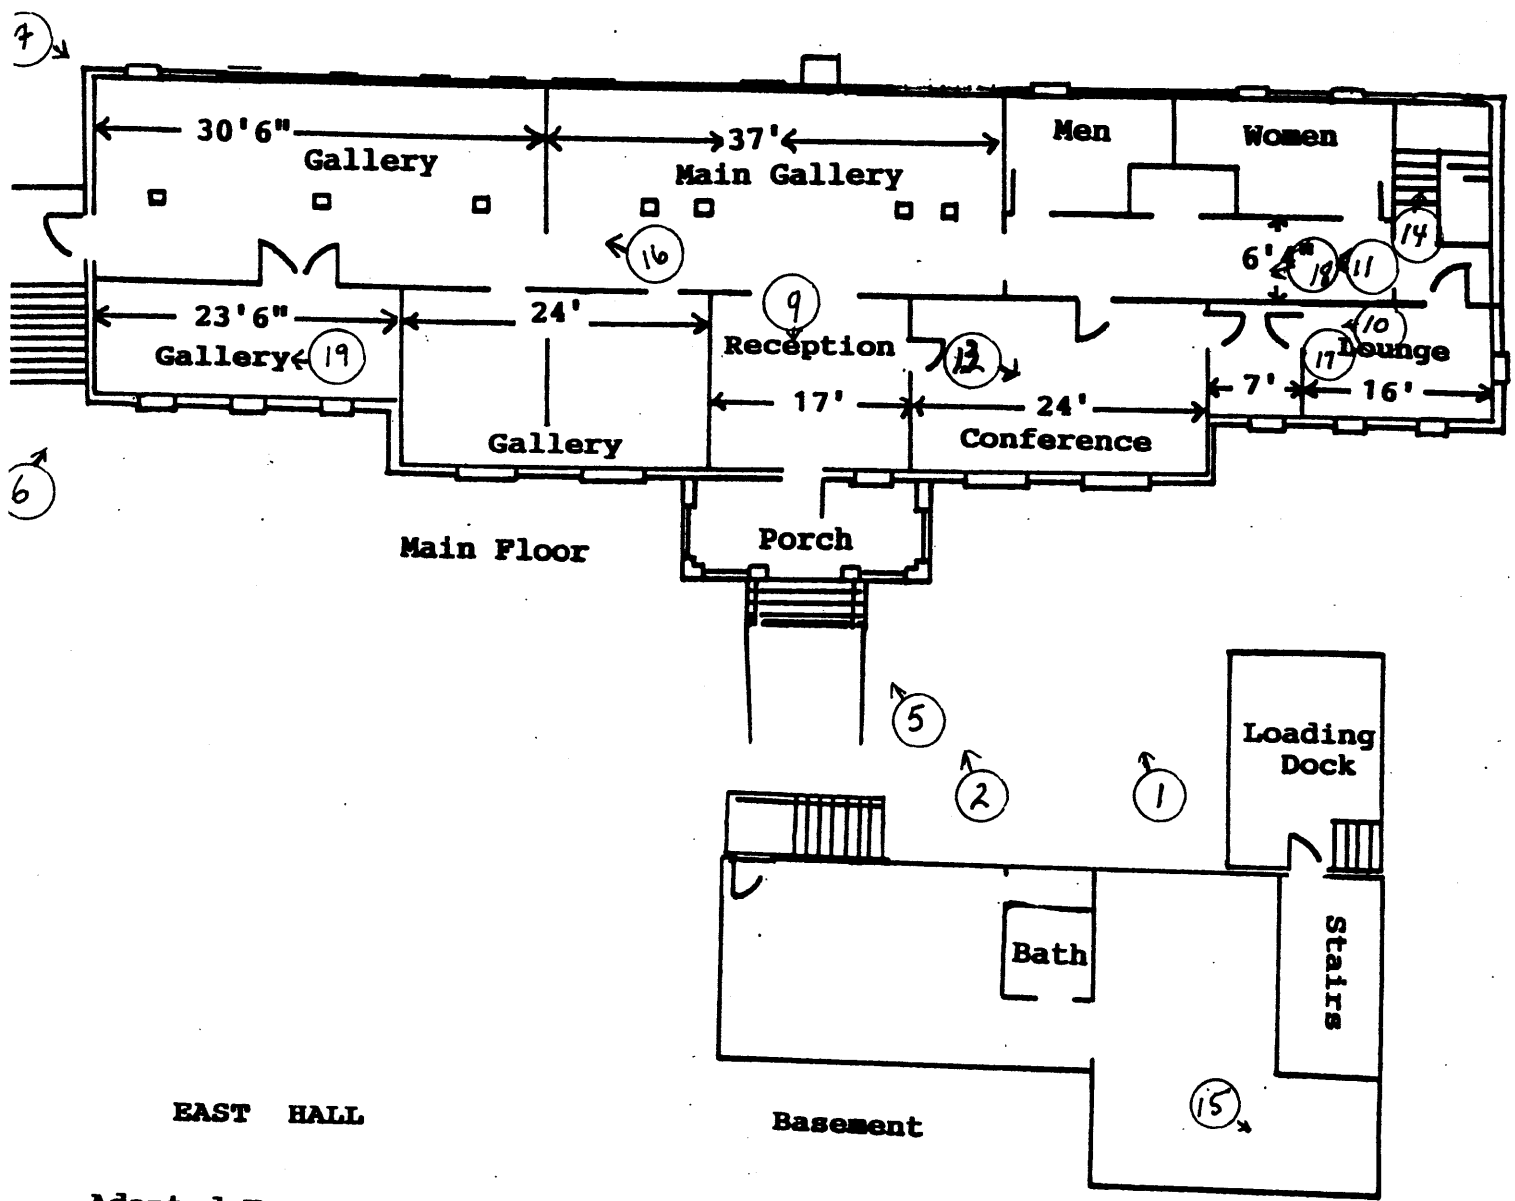 7
30'6"
37'
Men
Women
Gallery
Main Gallery
14
16
6'
18
11
9
23'6"
24'
Reception
10
Gallery
19
17
Lounge
7'
16'
17'
24'
Gallery
Conference
6
Main Floor
Porch
5
Loading
Dock
2
1
Bath
Stairs
15
EAST HALL
Basement